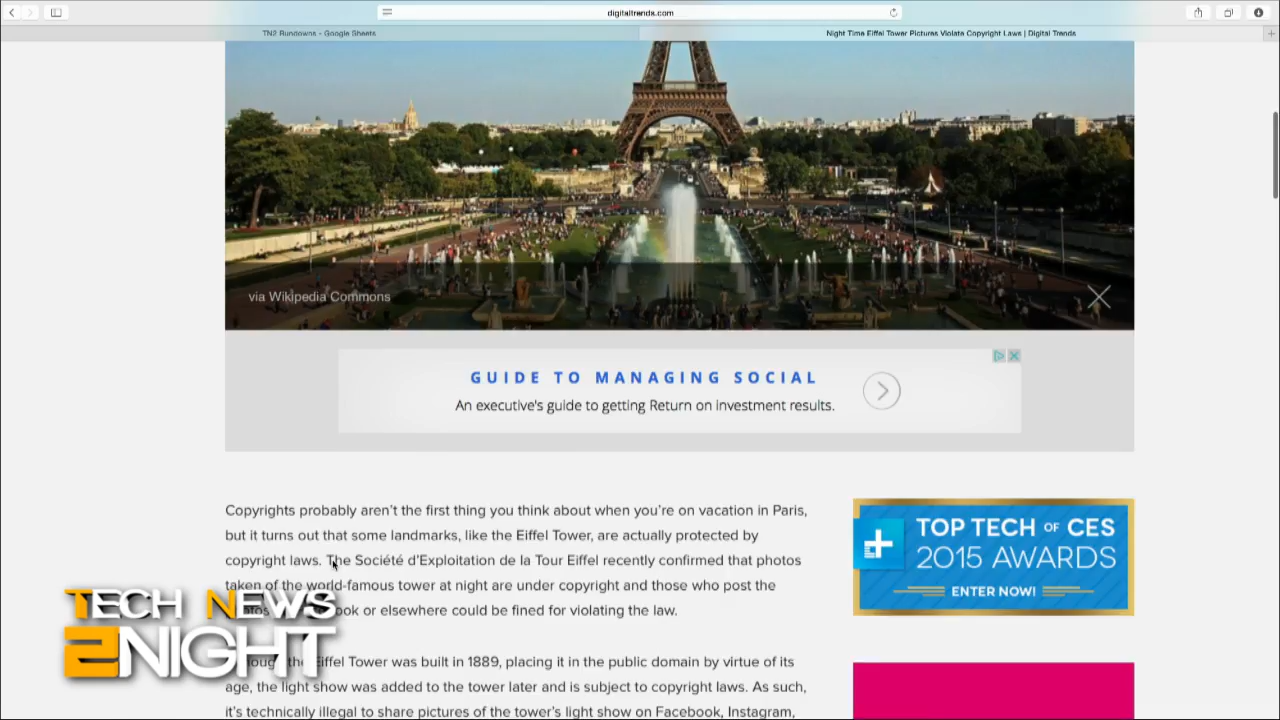 digitaltrends.com
TN2 Rundowns - Google Sheets
Night Time Eiffel Tower Pictures Violate Copyright Laws | Digital Trends
via Wikipedia Commons
GUIDE TO MANAGING SOCIAL
An executive's guide to getting Return on investment results.
Copyrights probably aren't the first thing you think about when you're on vacation in Paris,
but it turns out that some landmarks, like the Eiffel Tower, are actually protected by
copyright laws. The Société d'Exploitation de la Tour Eiffel recently confirmed that photos
taken of the world-famous tower at night are under copyright and those who post the
or elsewhere could be fined for violating the law.
the Eiffel Tower was built in 1889, placing it in the public domain by virtue of its
age, the light show was added to the tower later and is subject to copyright laws. As such,
it's technically illegal to share pictures of the tower's light show on Facebook, Instagram,
TOP TECH OF CES
2015 AWARDS
ENTER NOW!
TECH NEWS
2NIGHT